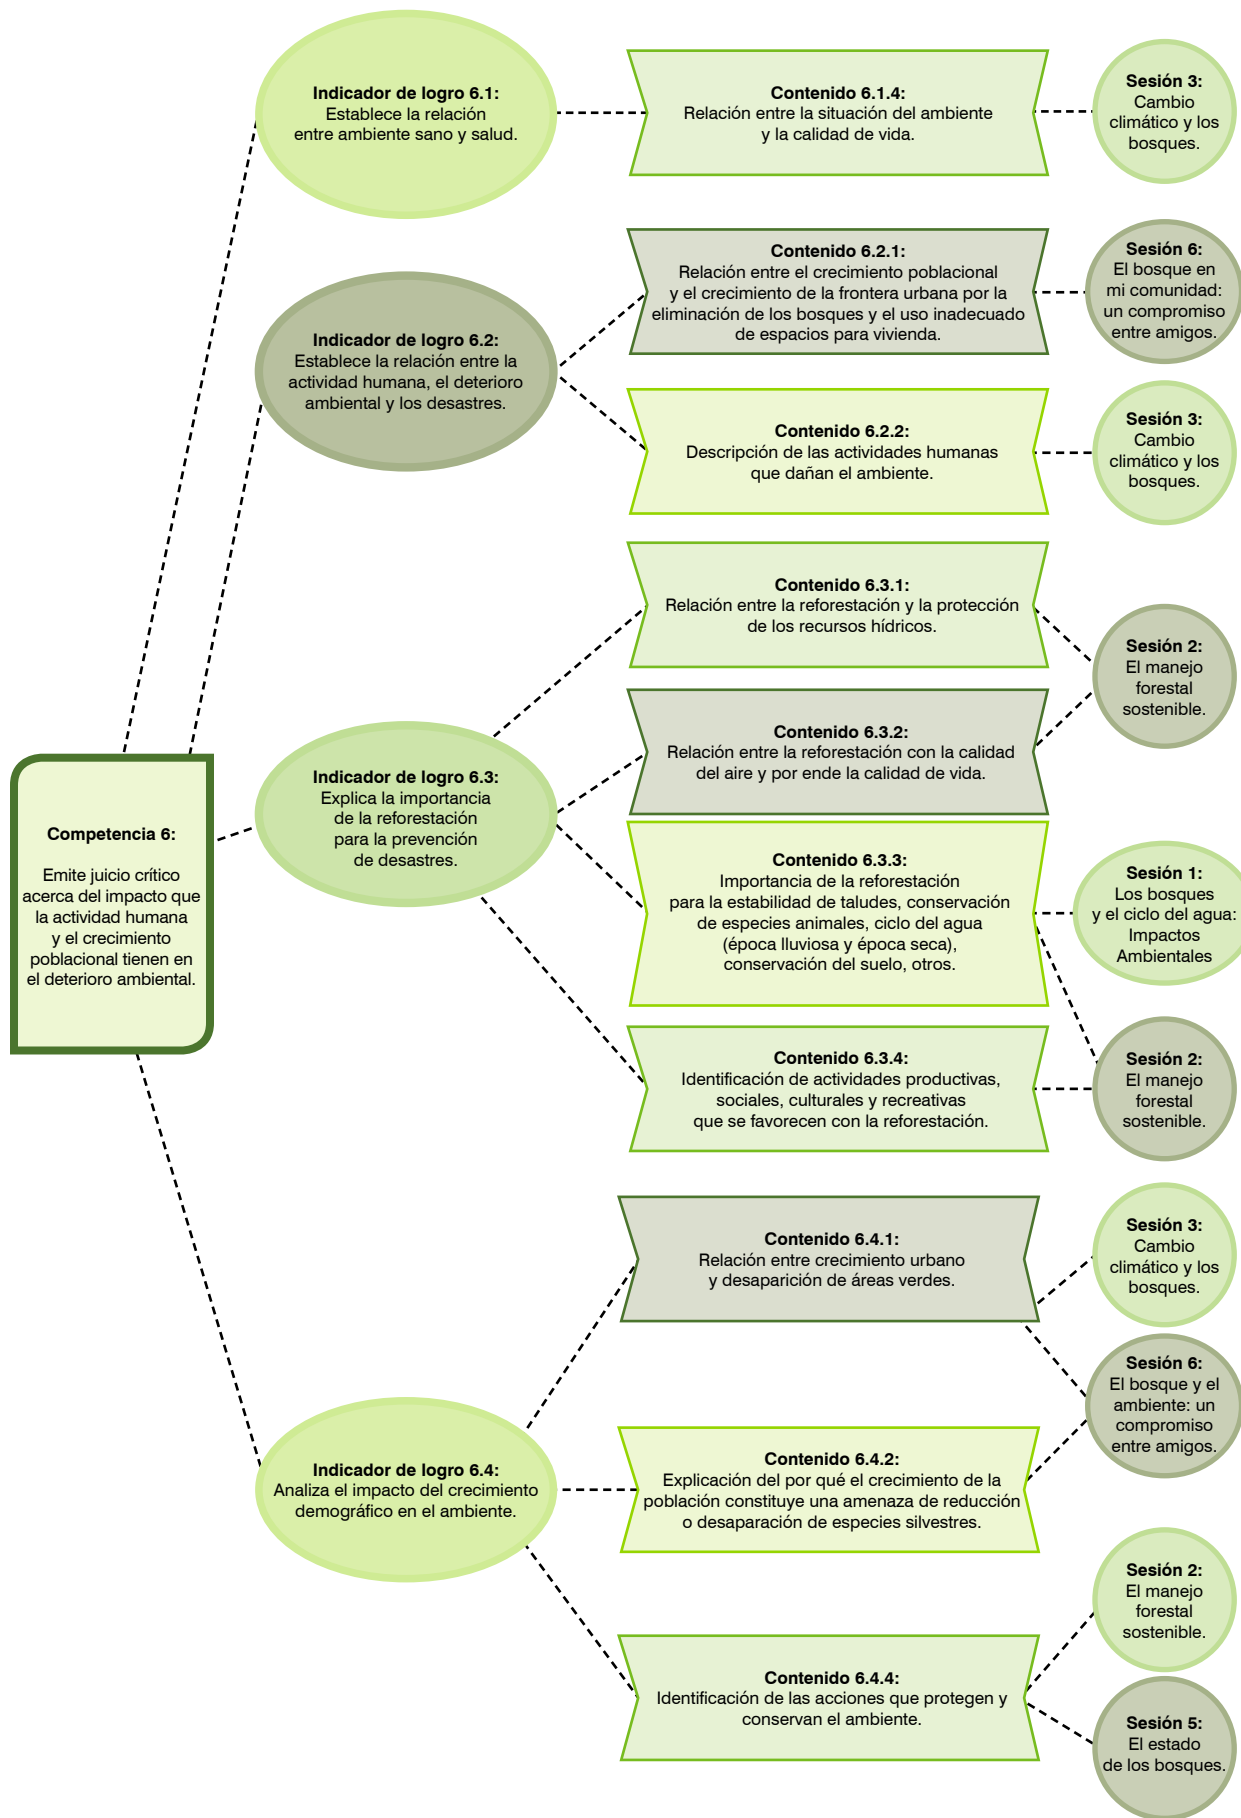 Competencia 6:
Emite juicio crítico
acerca del impacto que
la actividad humana
y el crecimiento
poblacional tienen en
el deterioro ambiental.
Indicador de logro 6.1:
Establece la relación
entre ambiente sano y salud.
Contenido 6.1.4:
Relación entre la situación del ambiente
y la calidad de vida.
Sesión 3:
Cambio
climático y los
bosques.
Indicador de logro 6.2:
Establece la relación entre la
actividad humana, el deterioro
ambiental y los desastres.
Contenido 6.2.1:
Relación entre el crecimiento poblacional
y el crecimiento de la frontera urbana por la
eliminación de los bosques y el uso inadecuado
de espacios para vivienda.
Sesión 6:
El bosque en
mi comunidad:
un compromiso
entre amigos.
Contenido 6.2.2:
Descripción de las actividades humanas
que dañan el ambiente.
Sesión 3:
Cambio
climático y los
bosques.
Indicador de logro 6.3:
Explica la importancia
de la reforestación
para la prevención
de desastres.
Contenido 6.3.1:
Relación entre la reforestación y la protección
de los recursos hídricos.
Contenido 6.3.2:
Relación entre la reforestación con la calidad
del aire y por ende la calidad de vida.
Sesión 2:
El manejo
forestal
sostenible.
Contenido 6.3.3:
Importancia de la reforestación
para la estabilidad de taludes, conservación
de especies animales, ciclo del agua
(época lluviosa y época seca),
conservación del suelo, otros.
Sesión 1:
Los bosques
y el ciclo del agua:
Impactos
Ambientales
Contenido 6.3.4:
Identificación de actividades productivas,
sociales, culturales y recreativas
que se favorecen con la reforestación.
Sesión 2:
El manejo
forestal
sostenible.
Indicador de logro 6.4:
Analiza el impacto del crecimiento
demográfico en el ambiente.
Contenido 6.4.1:
Relación entre crecimiento urbano
y desaparición de áreas verdes.
Sesión 3:
Cambio
climático y los
bosques.
Sesión 6:
El bosque y el
ambiente: un
compromiso
entre amigos.
Contenido 6.4.2:
Explicación del por qué el crecimiento de la
población constituye una amenaza de reducción
o desaparación de especies silvestres.
Contenido 6.4.4:
Identificación de las acciones que protegen y
conservan el ambiente.
Sesión 2:
El manejo
forestal
sostenible.
Sesión 5:
El estado
de los bosques.